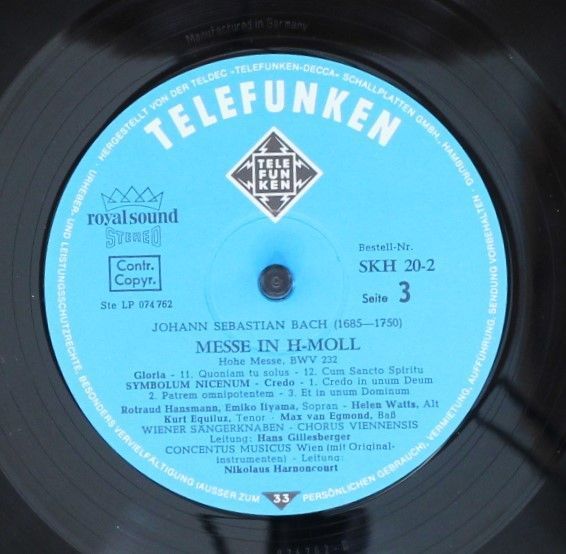 Manufactured in Germany
HERGESTELLT VON DER TELDEC »TELEFUNKEN-DECCA« SCHALLPLATTEN GMBH., HAMBURG
TELEFUNKEN
TELE
FUN
KEN
royal sound
STEREO
Contr.
Copyr.
Ste LP 074 762
Bestell-Nr.
SKH 20-2
Seite 3
JOHANN SEBASTIAN BACH (1685—1750)
MESSE IN H-MOLL
Hohe Messe, BWV 232
Gloria - 11. Quoniam tu solus - 12. Cum Sancto Spiritu
SYMBOLUM NICENUM - Credo - 1. Credo in unum Deum
2. Patrem omnipotentem - 3. Et in unum Dominum
Rotraud Hansmann, Emiko Iiyama, Sopran - Helen Watts, Alt
Kurt Equiluz, Tenor - Max van Egmond, Baß
WIENER SÄNGERKNABEN - CHORUS VIENNENSIS
Leitung: Hans Gillesberger
CONCENTUS MUSICUS Wien (mit Original-
instrumenten) - Leitung:
Nikolaus Harnoncourt
URHEBER- UND LEISTUNGSSCHUTZRECHTE, BESONDERS VERVIELFÄLTIGUNG (AUSSER ZUM PERSÖNLICHEN GEBRAUCH), VERMIETUNG, AUFFÜHRUNG, SENDUNG VORBEHALTEN
33